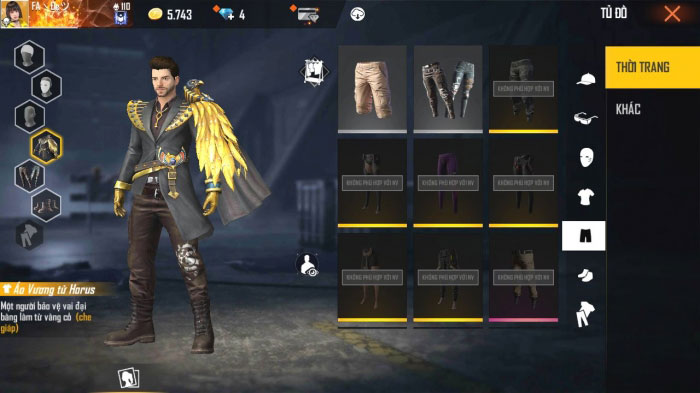 110
5.743
4
TỦ ĐỒ
THỜI TRANG
KHÁC
KHÔNG PHÙ HỢP VỚI NV
KHÔNG PHÙ HỢP VỚI NV
KHÔNG PHÙ HỢP VỚI NV
KHÔNG PHÙ HỢP VỚI NV
KHÔNG PHÙ HỢP VỚI NV
KHÔNG PHÙ HỢP VỚI NV
KHÔNG PHÙ HỢP VỚI NV
Áo Vương tử Horus
Một người bảo vệ vai đại
bàng làm từ vàng cổ (che
giáp)